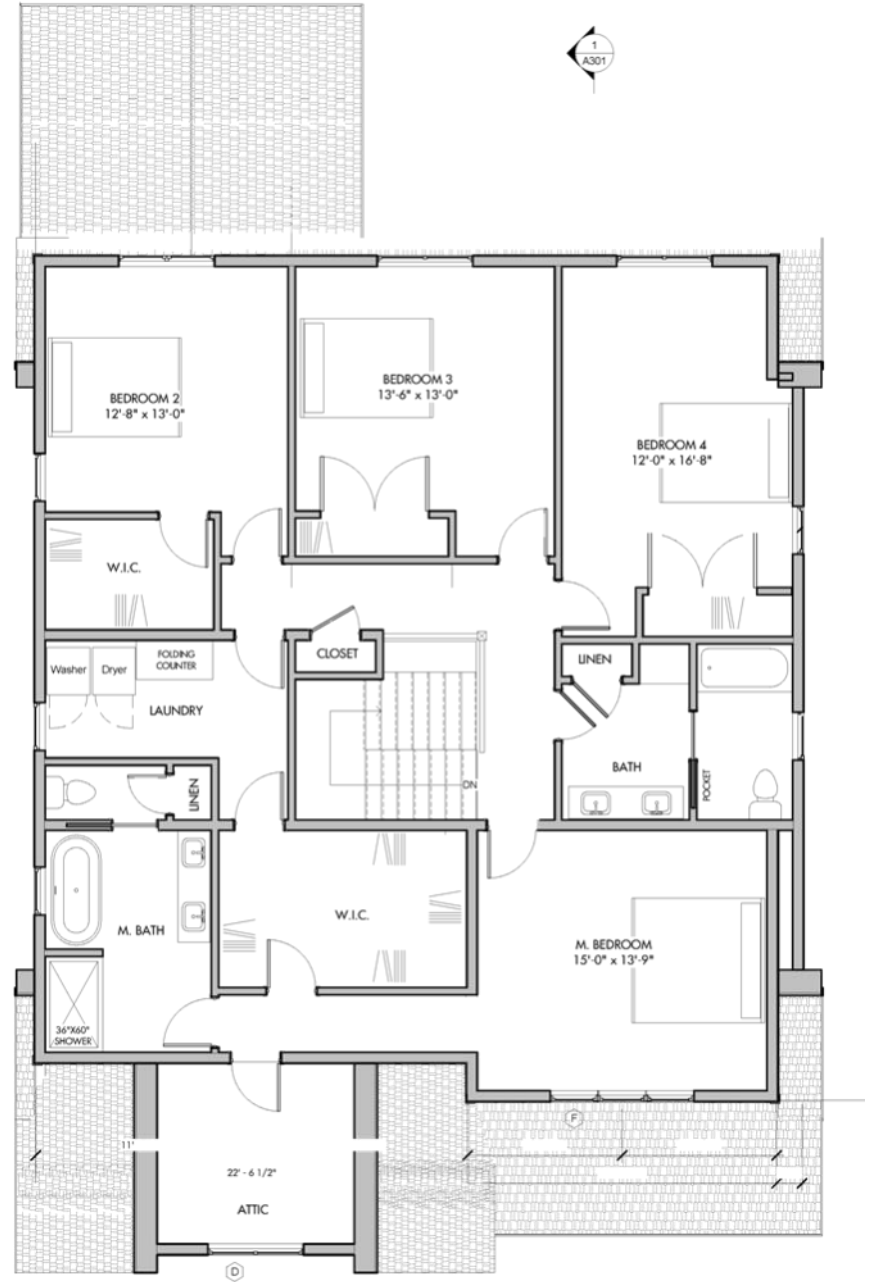 1
A301
BEDROOM 2
12'-8" x 13'-0"
BEDROOM 3
13'-6" x 13'-0"
BEDROOM 4
12'-0" x 16'-8"
W.I.C.
CLOSET
LINEN
Washer
Dryer
FOLDING
COUNTER
LAUNDRY
BATH
POCKET
DN
LINEN
M. BATH
W.I.C.
M. BEDROOM
15'-0" x 13'-9"
36"X60"
SHOWER
F
11'
22' - 6 1/2"
ATTIC
D